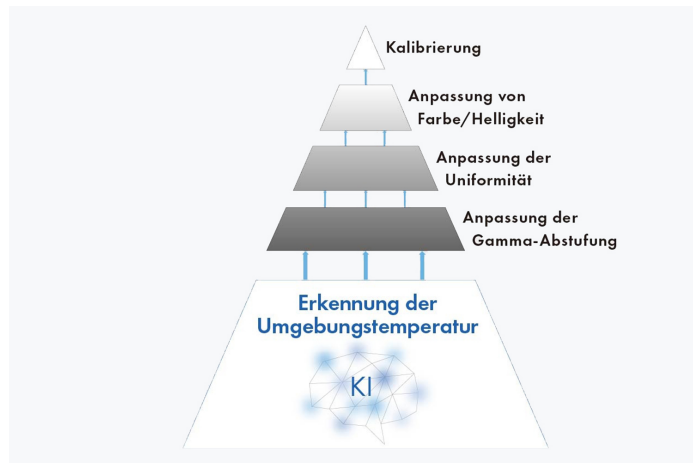 Kalibrierung
Anpassung von
Farbe/Helligkeit
Anpassung der
Uniformität
Anpassung der
Gamma-Abstufung
Erkennung der
Umgebungstemperatur
KI